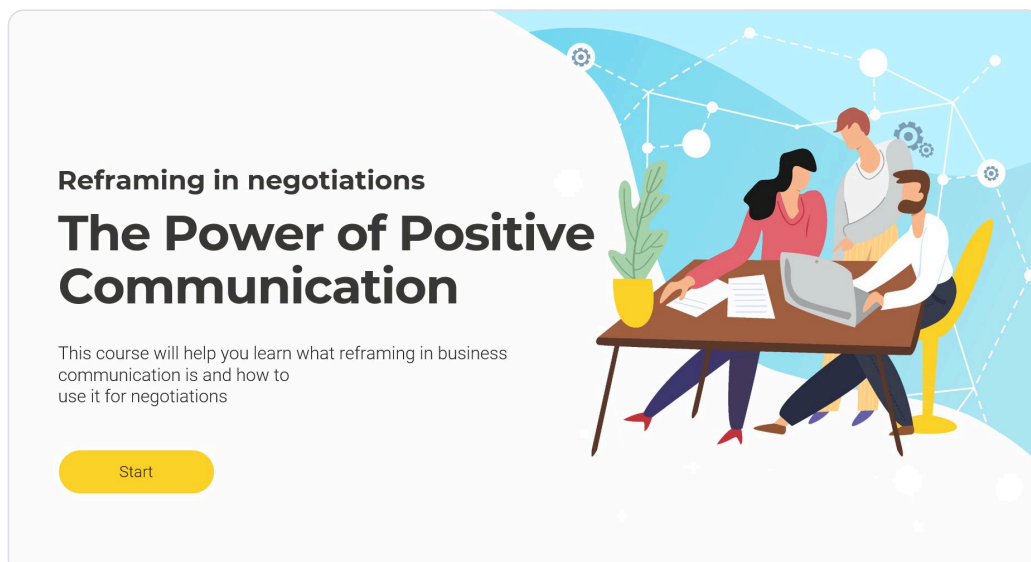 Reframing in negotiations
The Power of Positive
Communication
This course will help you learn what reframing in business
communication is and how to
use it for negotiations
Start